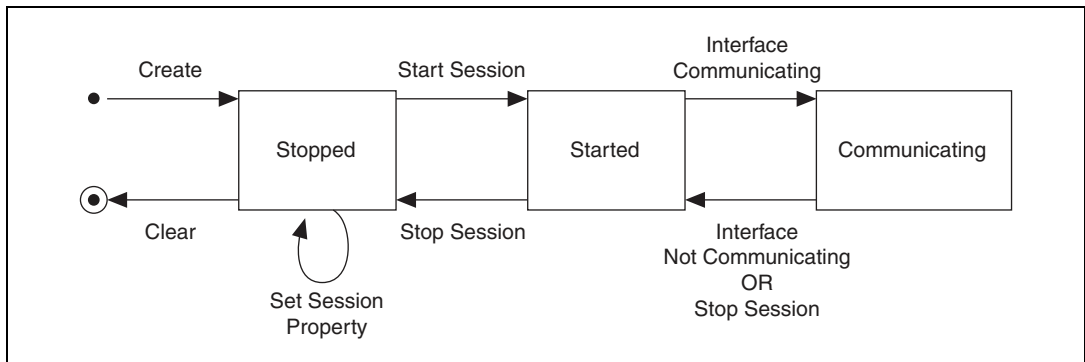 Create
Start Session
Interface
Communicating
Stopped
Started
Communicating
Clear
Stop Session
Interface
Not Communicating
OR
Stop Session
Set Session
Property